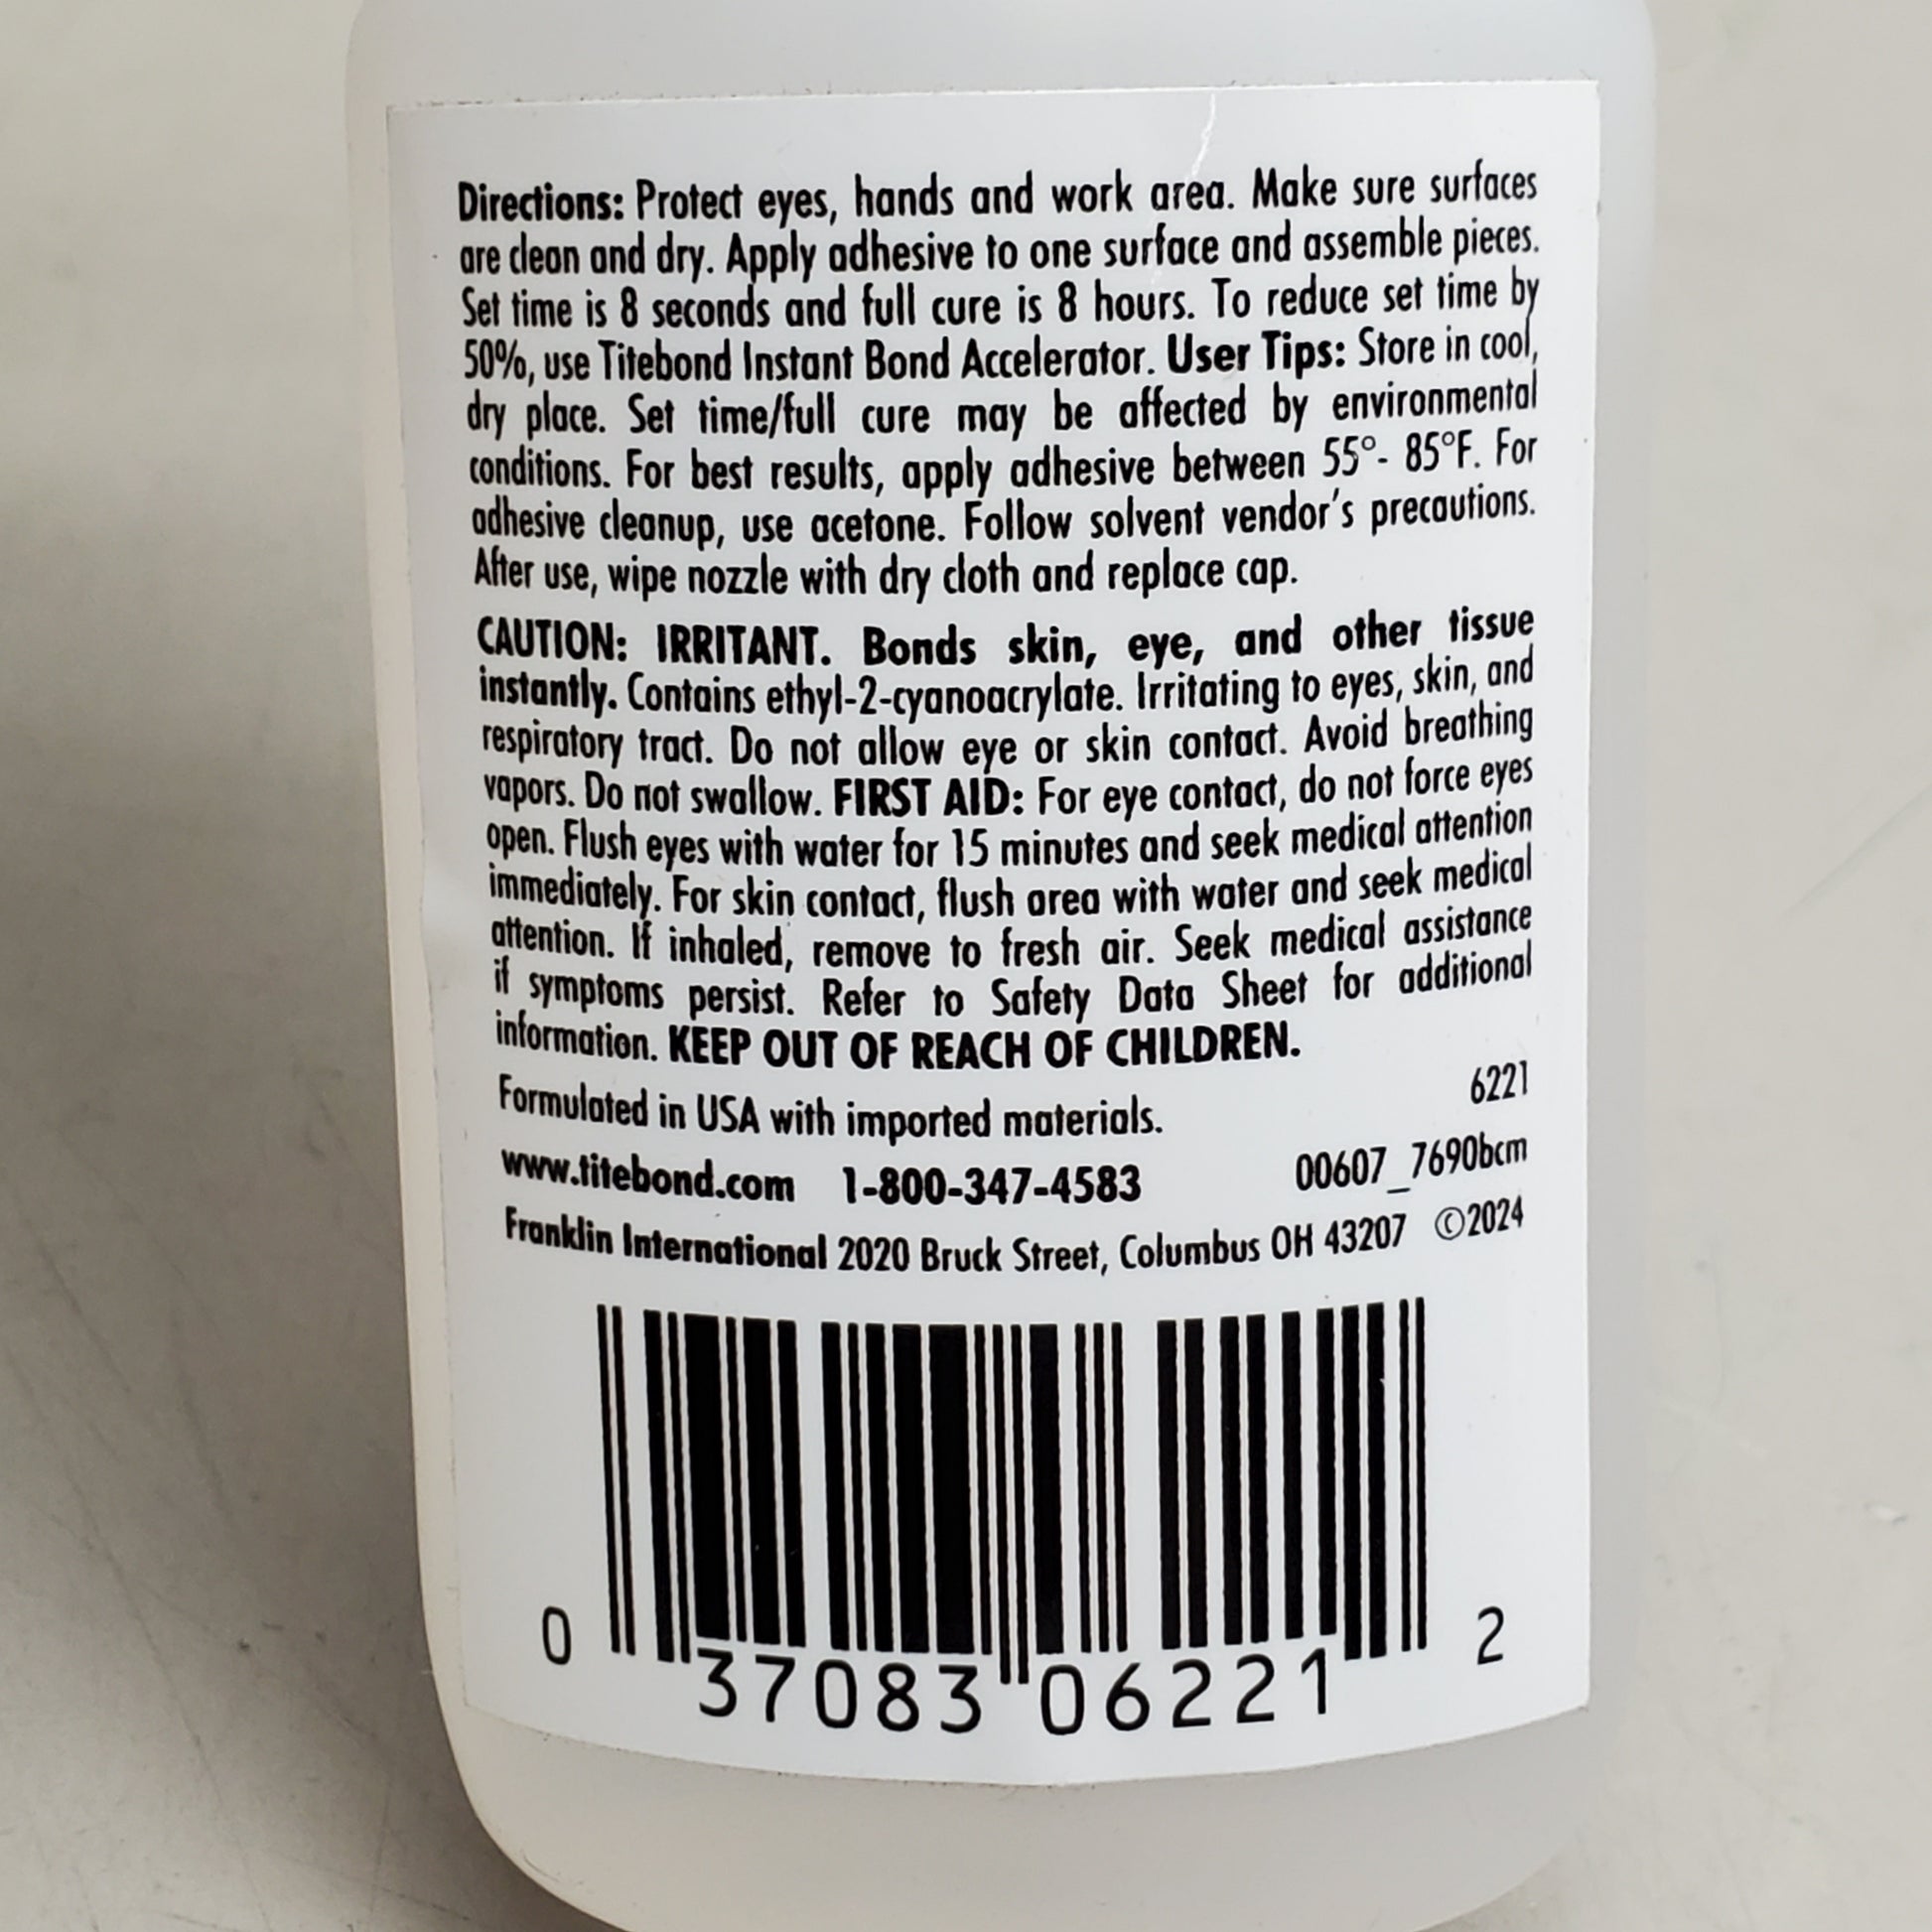 Directions: Protect eyes, hands and work area. Make sure surfaces
are clean and dry. Apply adhesive to one surface and assemble pieces.
Set time is 8 seconds and full cure is 8 hours. To reduce set time by
50%, use Titebond Instant Bond Accelerator. User Tips: Store in cool,
dry place. Set time/full cure may be affected by environmental
conditions. For best results, apply adhesive between 55°- 85°F. For
adhesive cleanup, use acetone. Follow solvent vendor's precautions.
After use, wipe nozzle with dry cloth and replace cap.
CAUTION: IRRITANT. Bonds skin, eye, and other tissue
instantly. Contains ethyl-2-cyanoacrylate. Irritating to eyes, skin, and
respiratory tract. Do not allow eye or skin contact. Avoid breathing
vapors. Do not swallow. FIRST AID: For eye contact, do not force eyes
open. Flush eyes with water for 15 minutes and seek medical attention
immediately. For skin contact, flush area with water and seek medical
attention. If inhaled, remove to fresh air. Seek medical assistance
if symptoms persist. Refer to Safety Data Sheet for additional
information. KEEP OUT OF REACH OF CHILDREN.
6221
Formulated in USA with imported materials.
www.titebond.com 1-800-347-4583 00607_7690bcm
Franklin International 2020 Bruck Street, Columbus OH 43207 ©2024
0 37083 06221 2